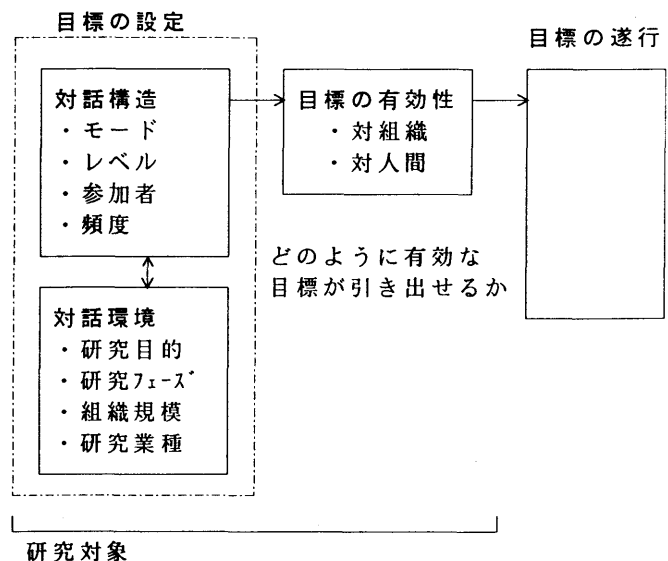 目標の設定
対話構造
・モード
・レベル
・参加者
・頻度
対話環境
・研究目的
・研究ﾌｪｰｽﾞ
・組織規模
・研究業種
目標の有効性
・対組織
・対人間
どのように有効な
目標が引き出せるか
目標の遂行
研究対象